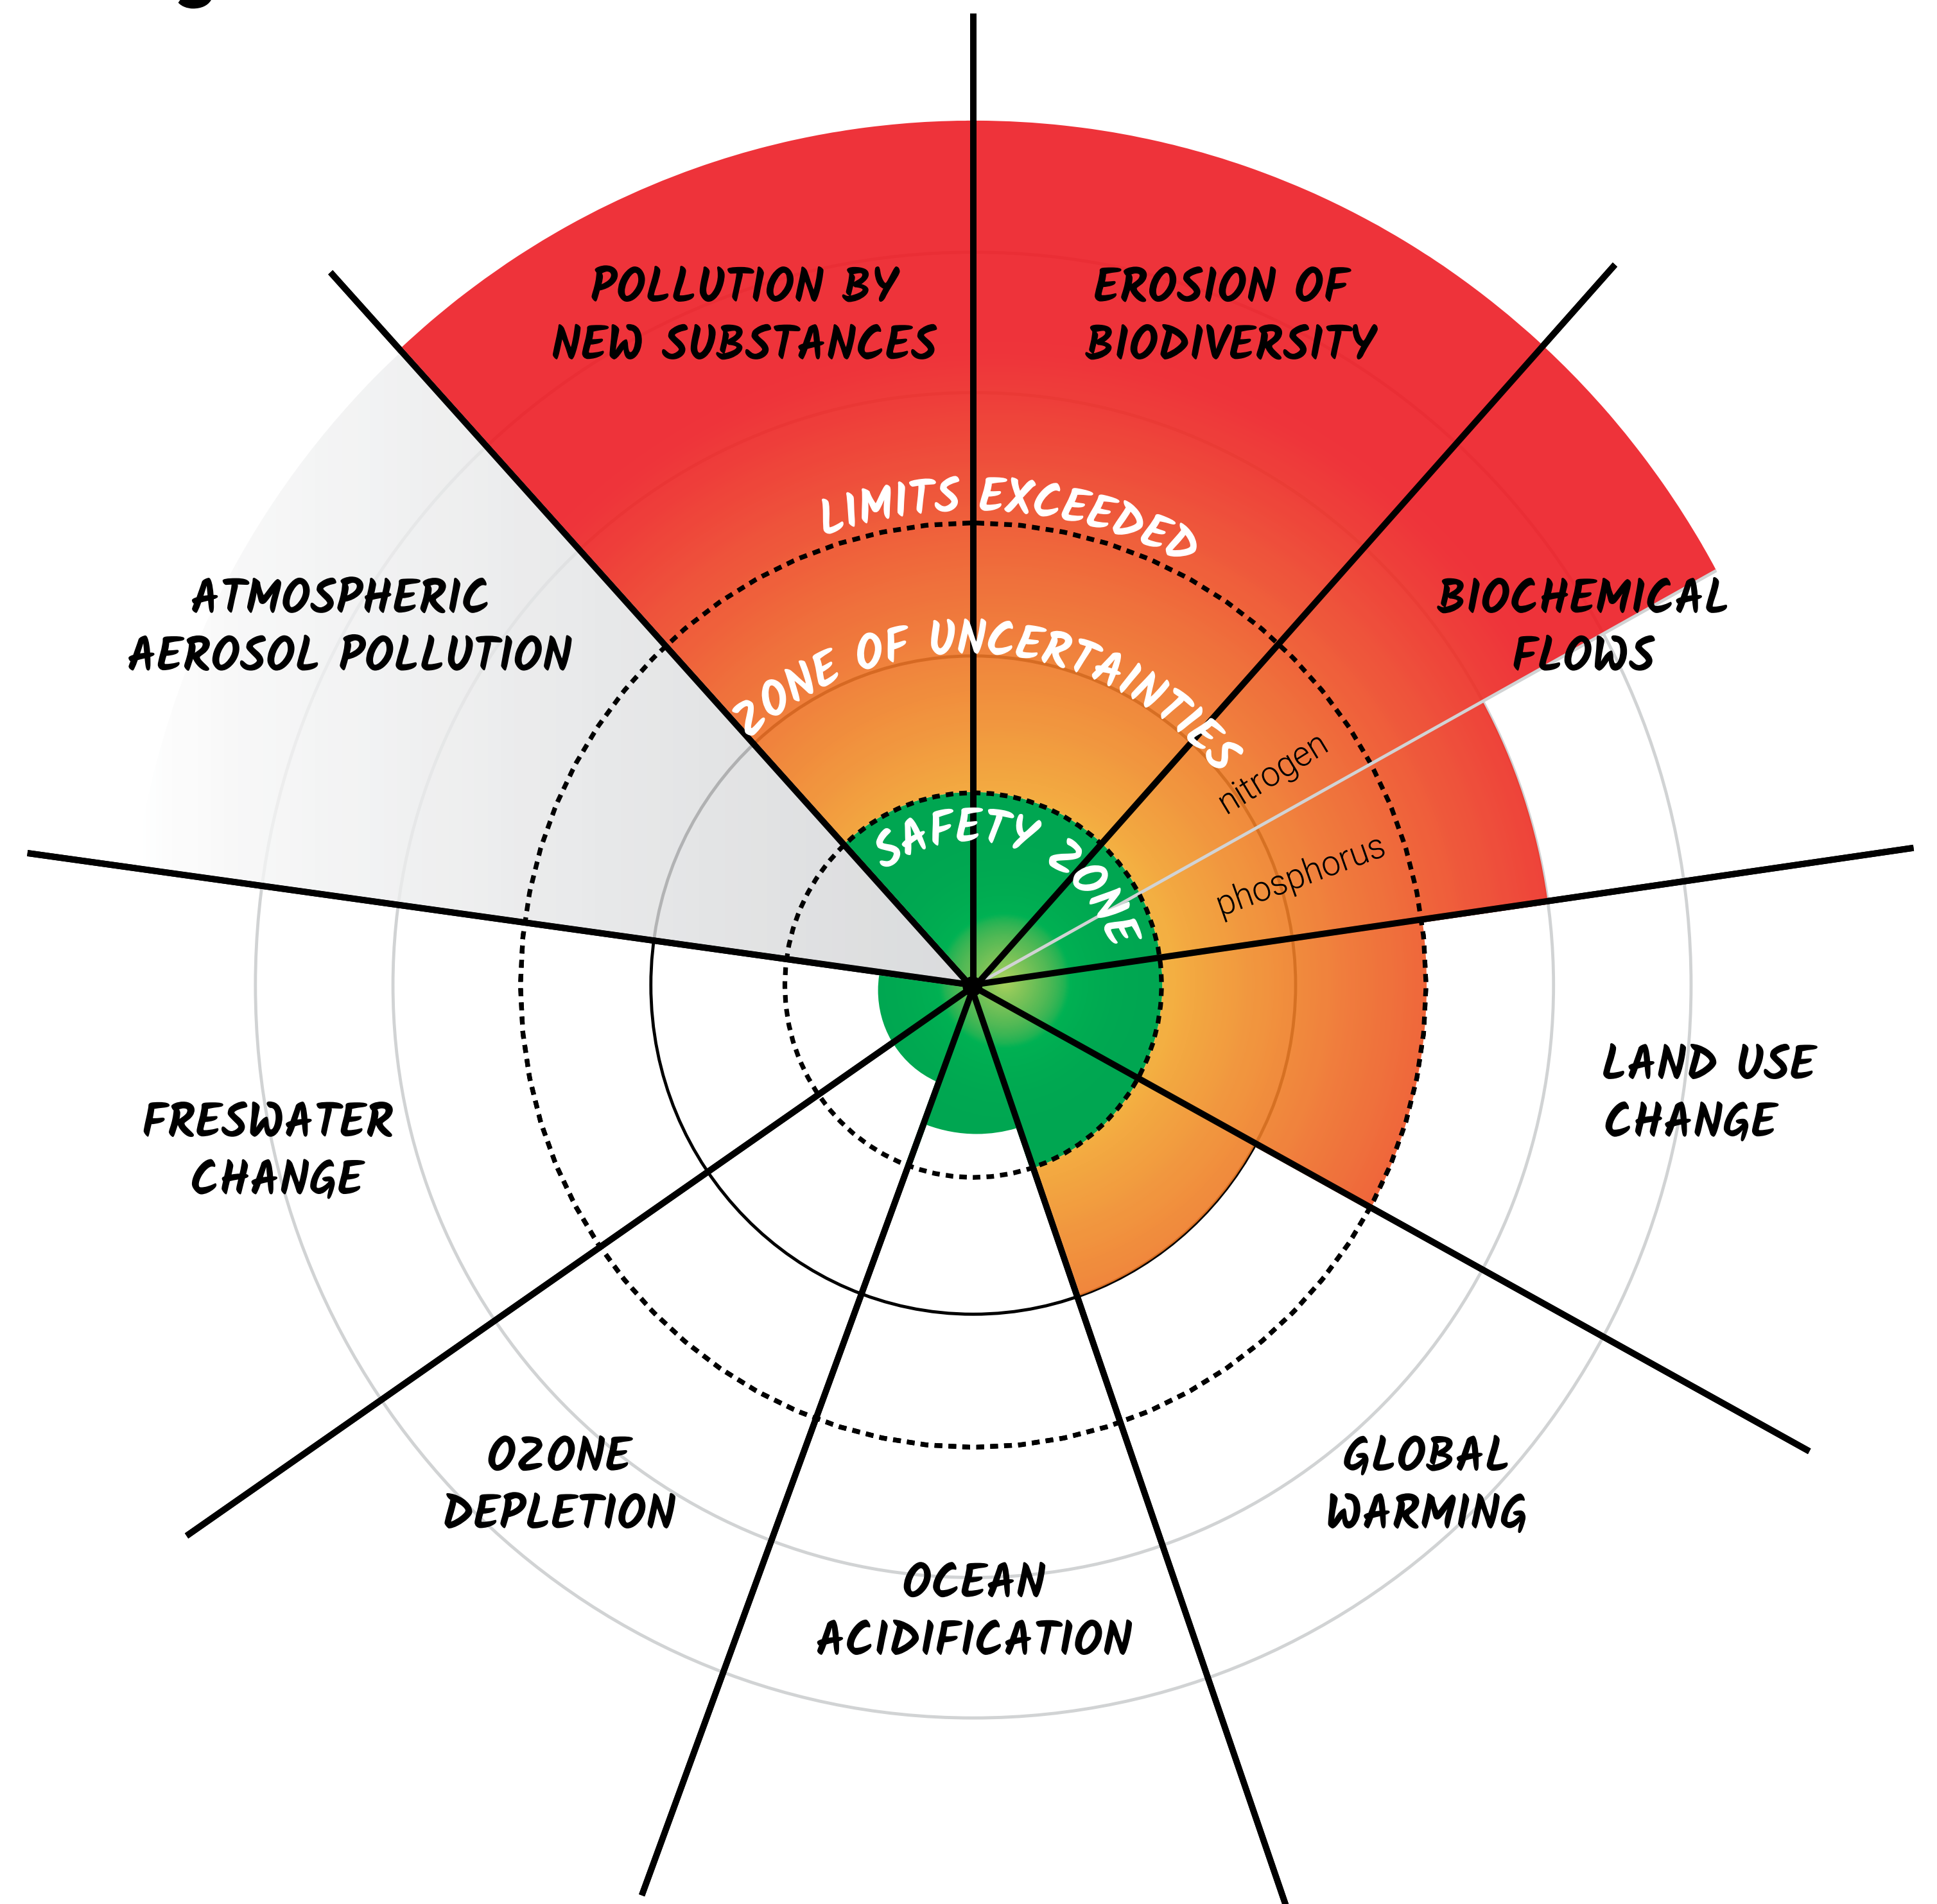 POLLUTION BY
NEW SUBSTANCES
EROSION OF
BIODIVERSITY
LIMITS EXCEEDED
ATMOSPHERIC
AEROSOL POLLUTION
BIOCHEMICAL
FLOWS
ZONE OF UNCERTAINTIES
nitrogen
phosphorus
SAFETY ZONE
LAND USE
CHANGE
FRESWATER
CHANGE
OZONE
DEPLETION
GLOBAL
WARMING
OCEAN
ACIDIFICATION